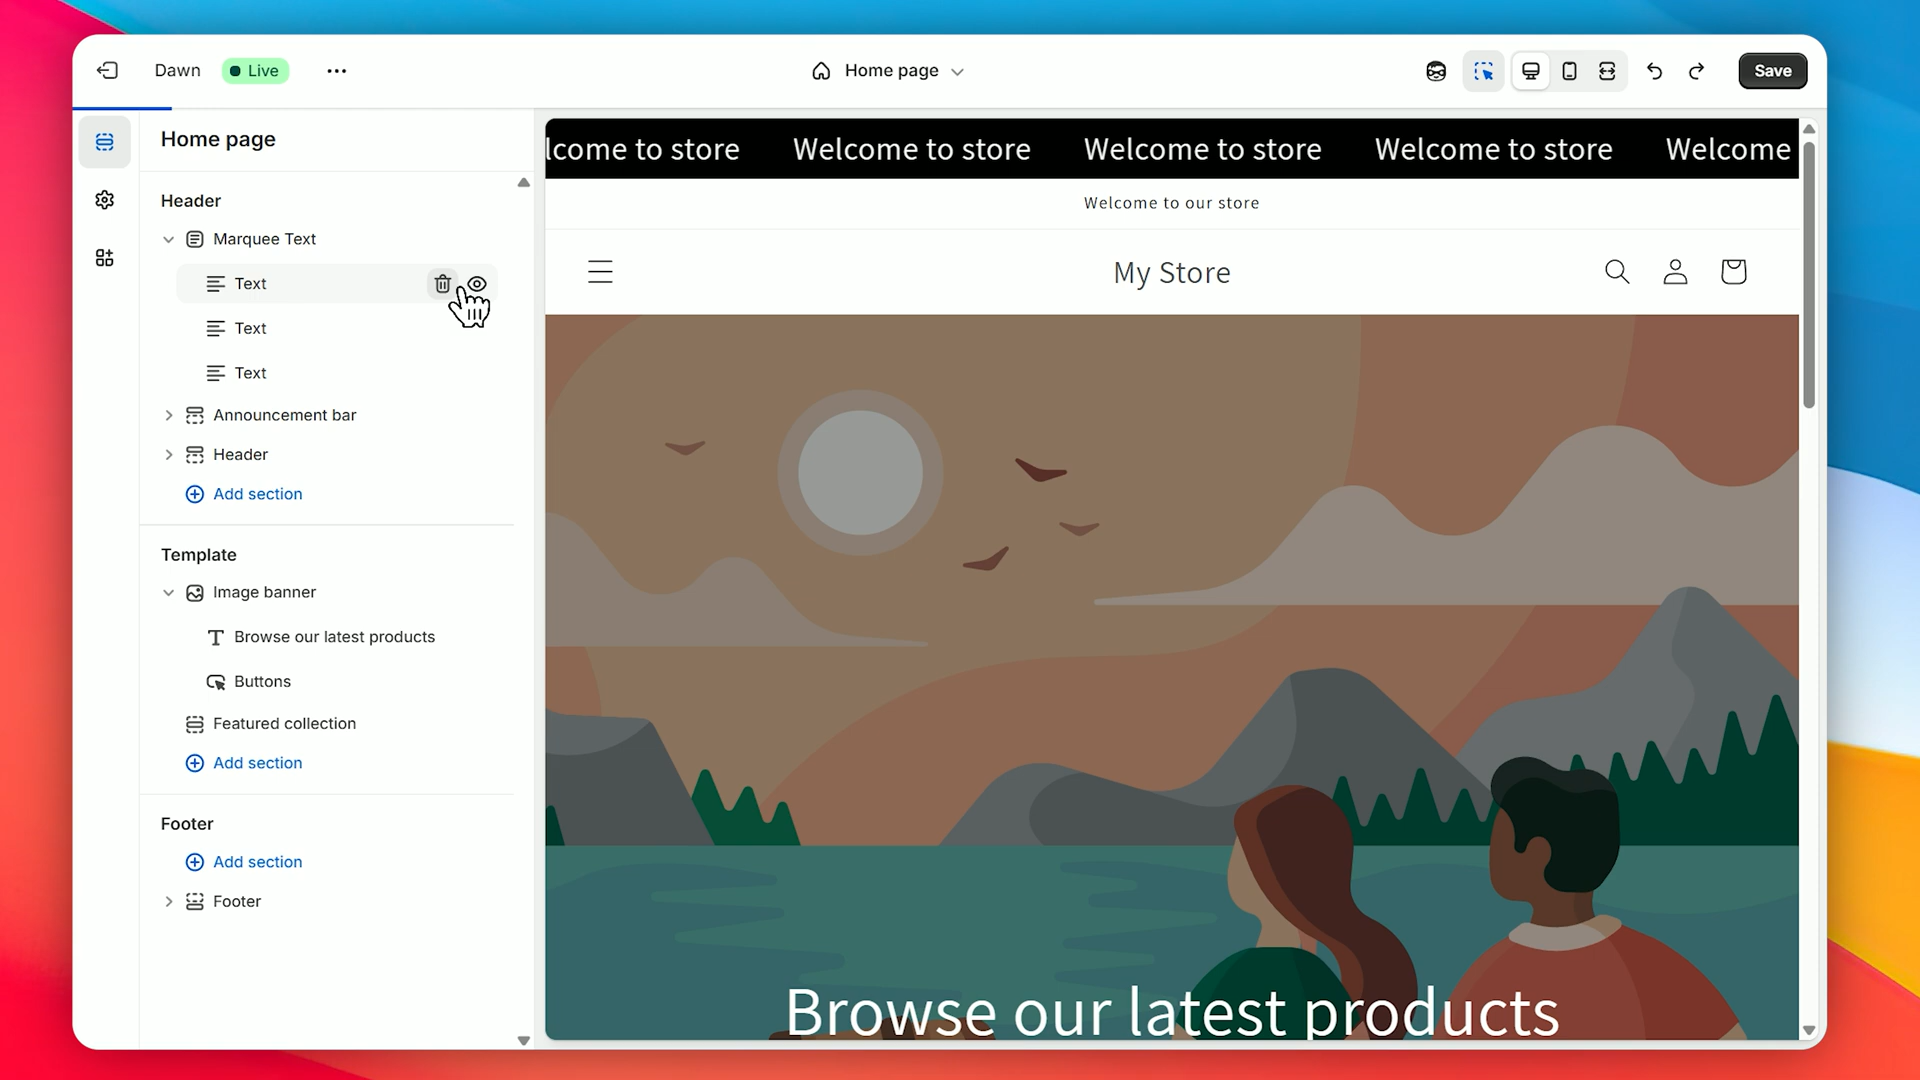 Dawn
Live
Home page
Save
Home page
Header
Marquee Text
Text
Text
Text
Announcement bar
Header
Add section
Template
Image banner
Browse our latest products
Buttons
Featured collection
Add section
Footer
Add section
Footer
lcome to store Welcome to store Welcome to store Welcome to store Welcome
Welcome to our store
My Store
Browse our latest products